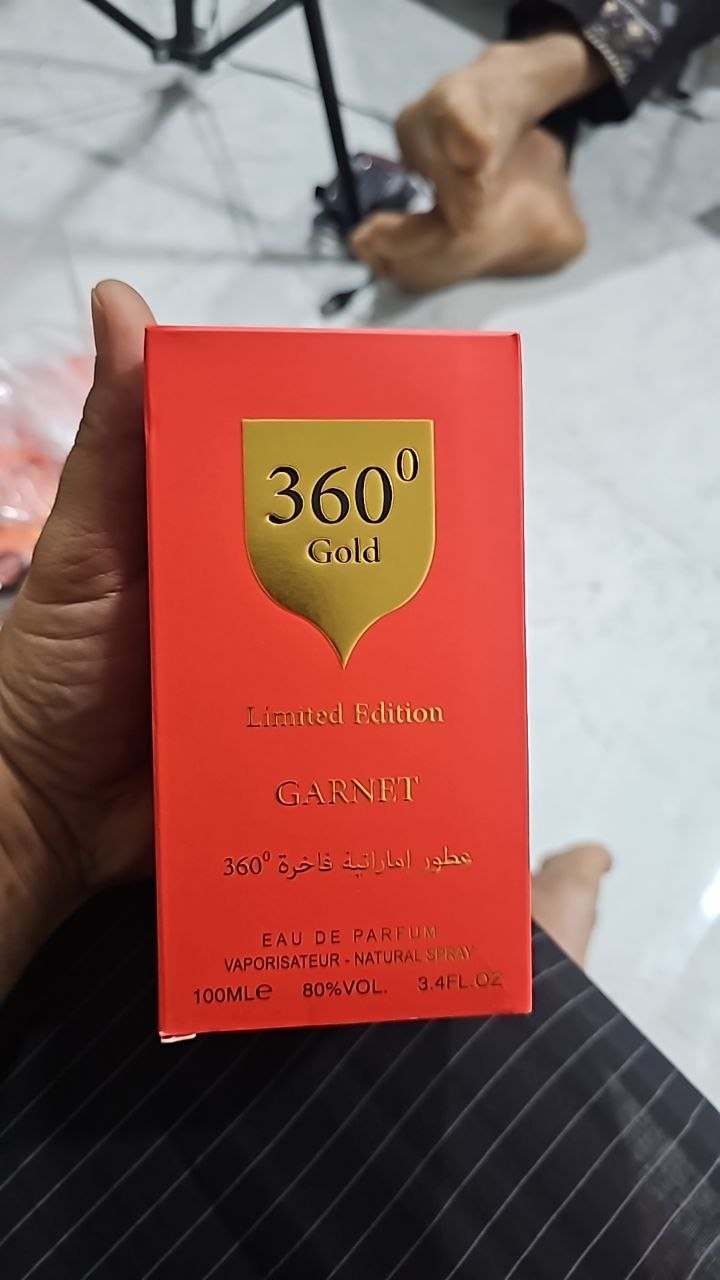 360⁰
Gold
Limited Edition
GARNET
عطور اماراتية فاخرة 360⁰
EAU DE PARFUM
VAPORISATEUR - NATURAL SPRAY
100MLe 80%VOL. 3.4FL.OZ